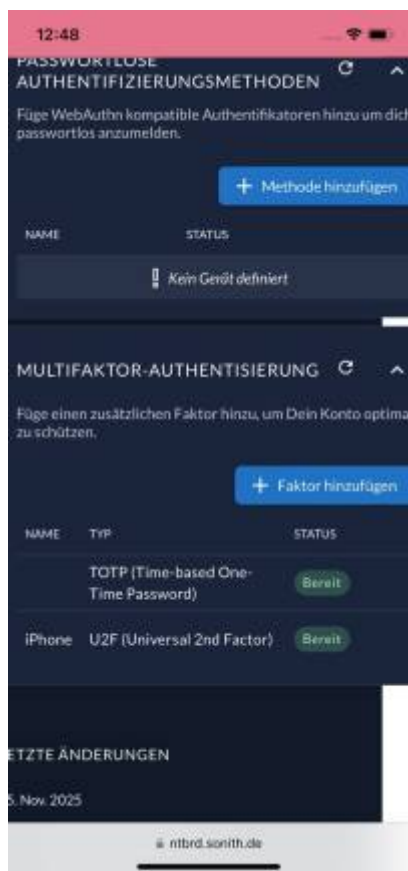 12:48
PASSWORTLOSE
AUTHENTIFIZIERUNGSMETHODEN
Füge WebAuthn kompatible Authentifikatoren hinzu um dich
passwortlos anzumelden.
+ Methode hinzufügen
NAME STATUS
Kein Gerät definiert
MULTIFAKTOR-AUTHENTISIERUNG
Füge einen zusätzlichen Faktor hinzu, um Dein Konto optima
zu schützen.
+ Faktor hinzufügen
NAME TYP STATUS
TOTP (Time-based One-
Time Password) Bereit
iPhone U2F (Universal 2nd Factor) Bereit
ETZTE ÄNDERUNGEN
5. Nov. 2025
ntbrd.sonith.de